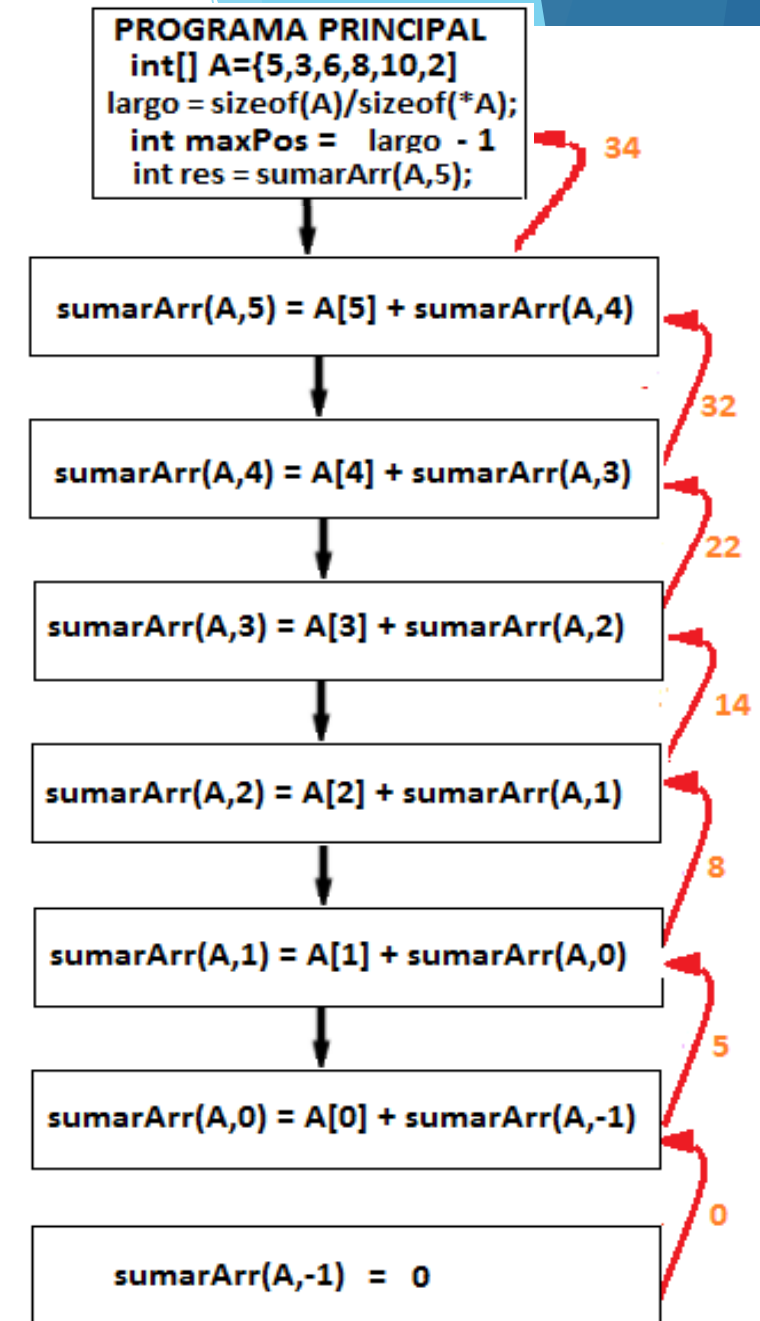 PROGRAMA PRINCIPAL
int[] A={5,3,6,8,10,2]
largo = sizeof(A)/sizeof(*A);
int maxPos = largo - 1
int res = sumarArr(A,5);
34
sumarArr(A,5) = A[5] + sumarArr(A,4)
32
sumarArr(A,4) = A[4] + sumarArr(A,3)
22
sumarArr(A,3) = A[3] + sumarArr(A,2)
14
sumarArr(A,2) = A[2] + sumarArr(A,1)
8
sumarArr(A,1) = A[1] + sumarArr(A,0)
5
sumarArr(A,0) = A[0] + sumarArr(A,-1)
0
sumarArr(A,-1) = 0